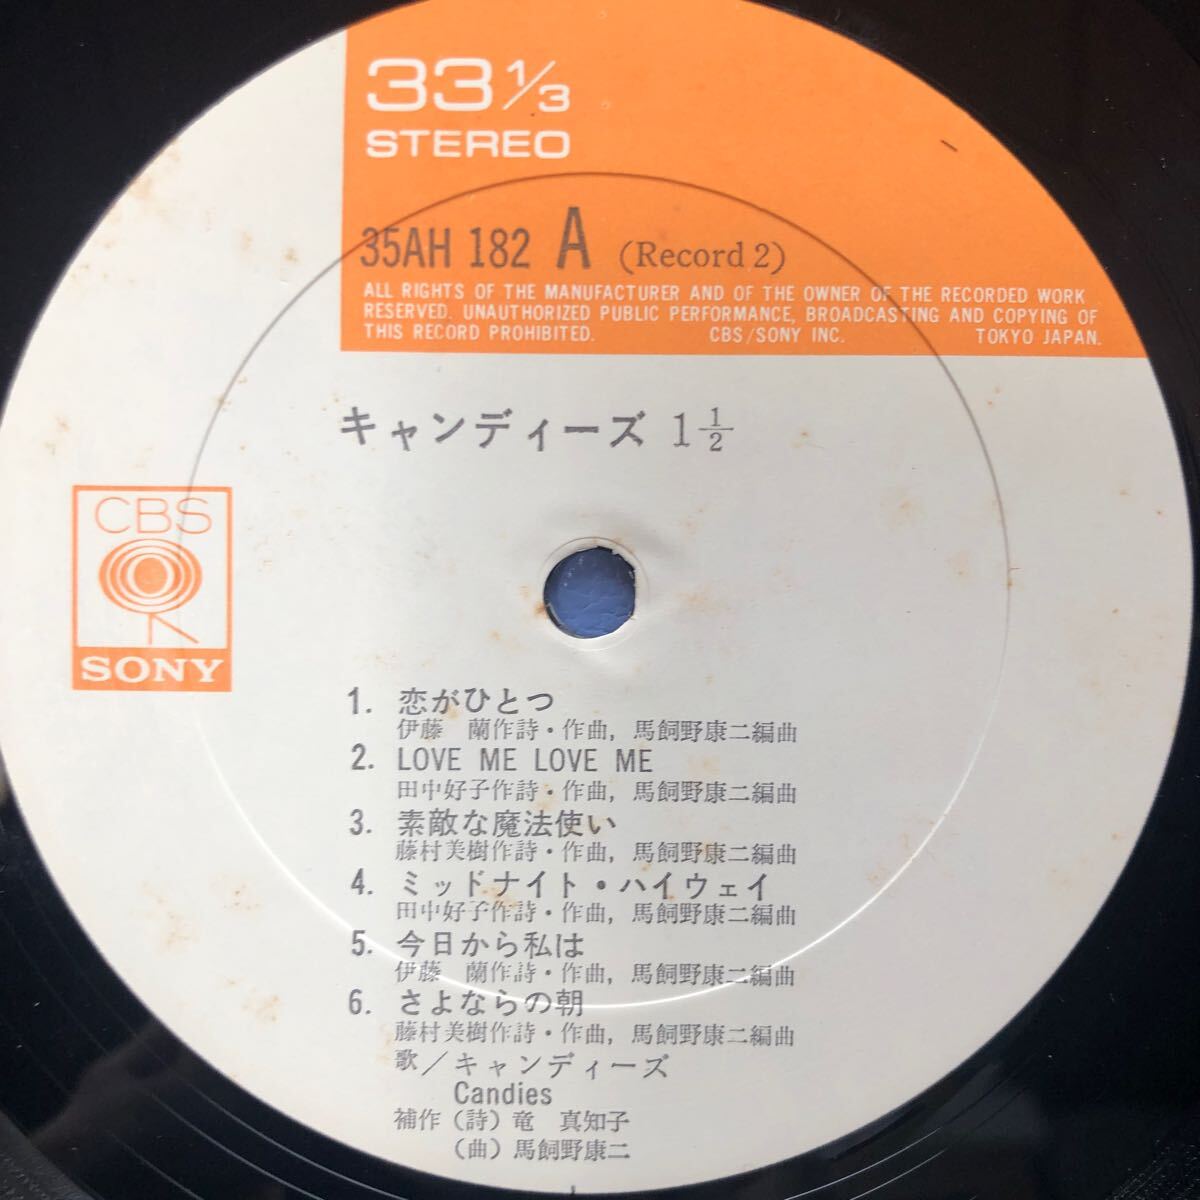 33 1/3
STEREO
35AH 182 A (Record 2)
ALL RIGHTS OF THE MANUFACTURER AND OF THE OWNER OF THE RECORDED WORK
RESERVED. UNAUTHORIZED PUBLIC PERFORMANCE, BROADCASTING AND COPYING OF
THIS RECORD PROHIBITED. CBS/SONY INC. TOKYO JAPAN.
キャンディーズ 1 1/2
CBS
SONY
1. 恋がひとつ
伊藤 蘭作詩・作曲, 馬飼野康二編曲
2. LOVE ME LOVE ME
田中好子作詩・作曲, 馬飼野康二編曲
3. 素敵な魔法使い
藤村美樹作詩・作曲, 馬飼野康二編曲
4. ミッドナイト・ハイウェイ
田中好子作詩・作曲, 馬飼野康二編曲
5. 今日から私は
伊藤 蘭作詩・作曲, 馬飼野康二編曲
6. さよならの朝
藤村美樹作詩・作曲, 馬飼野康二編曲
歌/キャンディーズ
Candies
補作(詩)竜 真知子
(曲)馬飼野康二